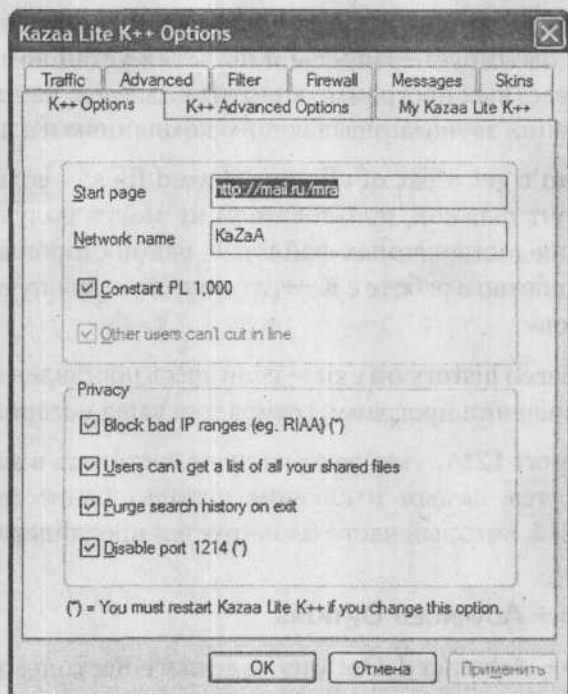 Kazaa Lite K++ Options
Traffic Advanced Filter Firewall Messages Skins
K++ Options K++ Advanced Options My Kazaa Lite K++
Start page http://mail.ru/mra
Network name KaZaA
Constant PL 1,000
Other users can't cut in line
Privacy
Block bad IP ranges (eg. RIAA) (*)
Users can't get a list of all your shared files
Purge search history on exit
Disable port 1214 (*)
(*) = You must restart Kazaa Lite K++ if you change this option.
OK Отмена Применить